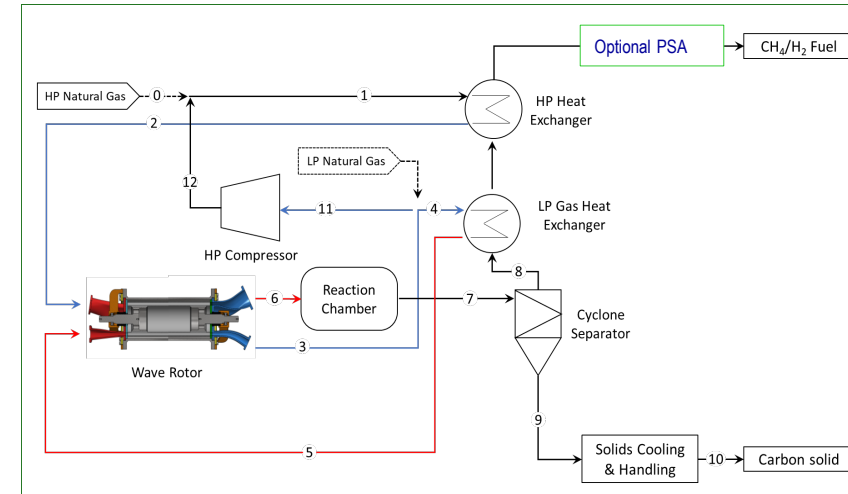 Optional PSA
CH₄/H₂ Fuel
HP Natural Gas
0
1
HP Heat
Exchanger
2
LP Natural Gas
12
11
4
LP Gas Heat
Exchanger
HP Compressor
8
6
Reaction
Chamber
7
Cyclone
Separator
3
Wave Rotor
9
5
Solids Cooling
& Handling
10
Carbon solid